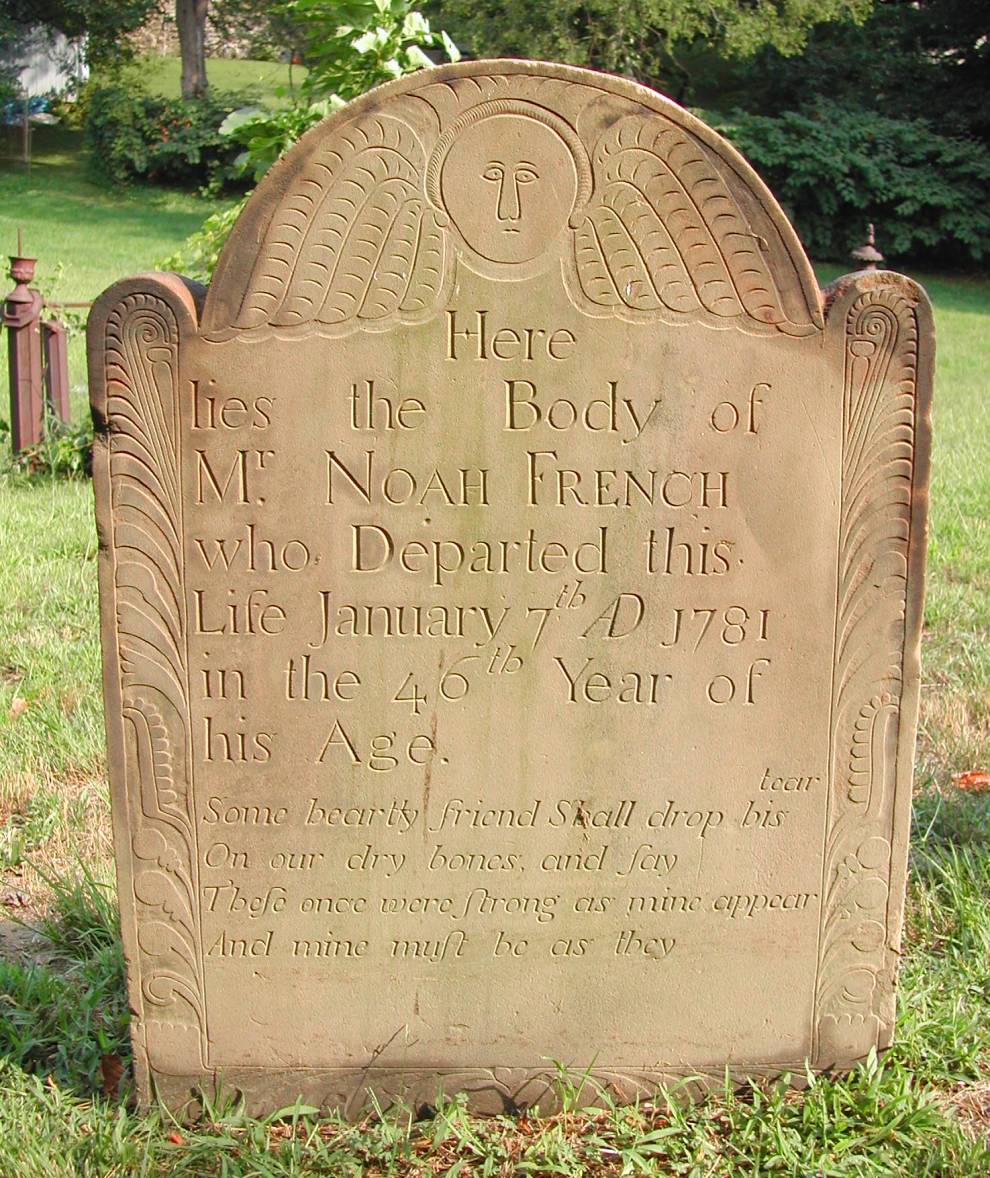 Here
lies the Body of
Mr. NOAH FRENCH
who Departed this
Life January 7th AD 1781
in the 46th Year of
his Age.
tear
Some heartty friend Shall drop his
On our dry bones, and ſay
Theſe once were ſtrong as mine appear
And mine muſt be as they